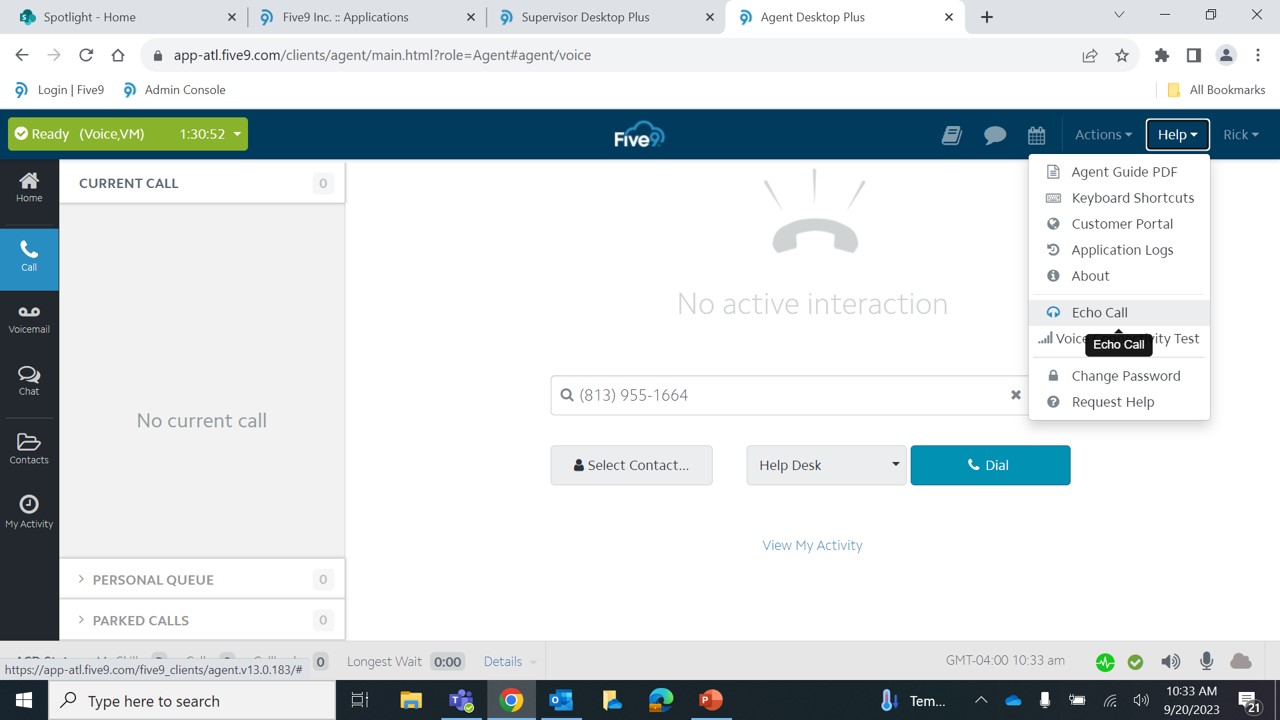 Spotlight - Home
Five9 Inc. :: Applications
Supervisor Desktop Plus
Agent Desktop Plus
app-atl.five9.com/clients/agent/main.html?role=Agent#agent/voice
Login | Five9
Admin Console
All Bookmarks
Ready (Voice,VM) 1:30:52
Five9
Actions
Help
Rick
Home
Call
Voicemail
Chat
Contacts
My Activity
CURRENT CALL 0
No current call
PERSONAL QUEUE 0
PARKED CALLS 0
No active interaction
(813) 955-1664
Select Contact...
Help Desk
Dial
View My Activity
Agent Guide PDF
Keyboard Shortcuts
Customer Portal
Application Logs
About
Echo Call
Echo Call
Test
Change Password
Request Help
0
Longest Wait 0:00
Details
GMT-04:00 10:33 am
https://app-atl.five9.com/five9_clients/agent.v13.0.183/#
Type here to search
Tem...
10:33 AM
9/20/2023
21